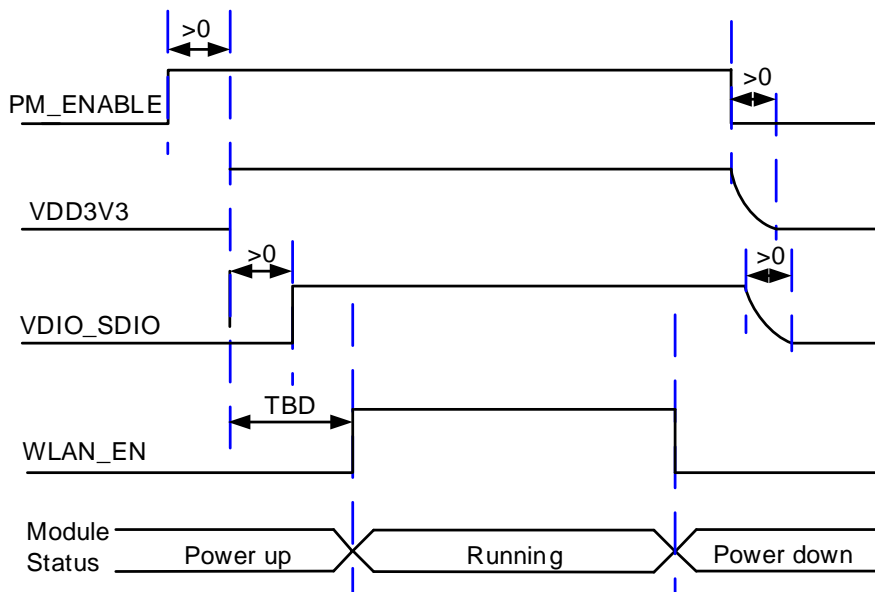 >0
PM_ENABLE
>0
VDD3V3
>0
>0
VDIO_SDIO
TBD
WLAN_EN
Module
Status
Power up
Running
Power down